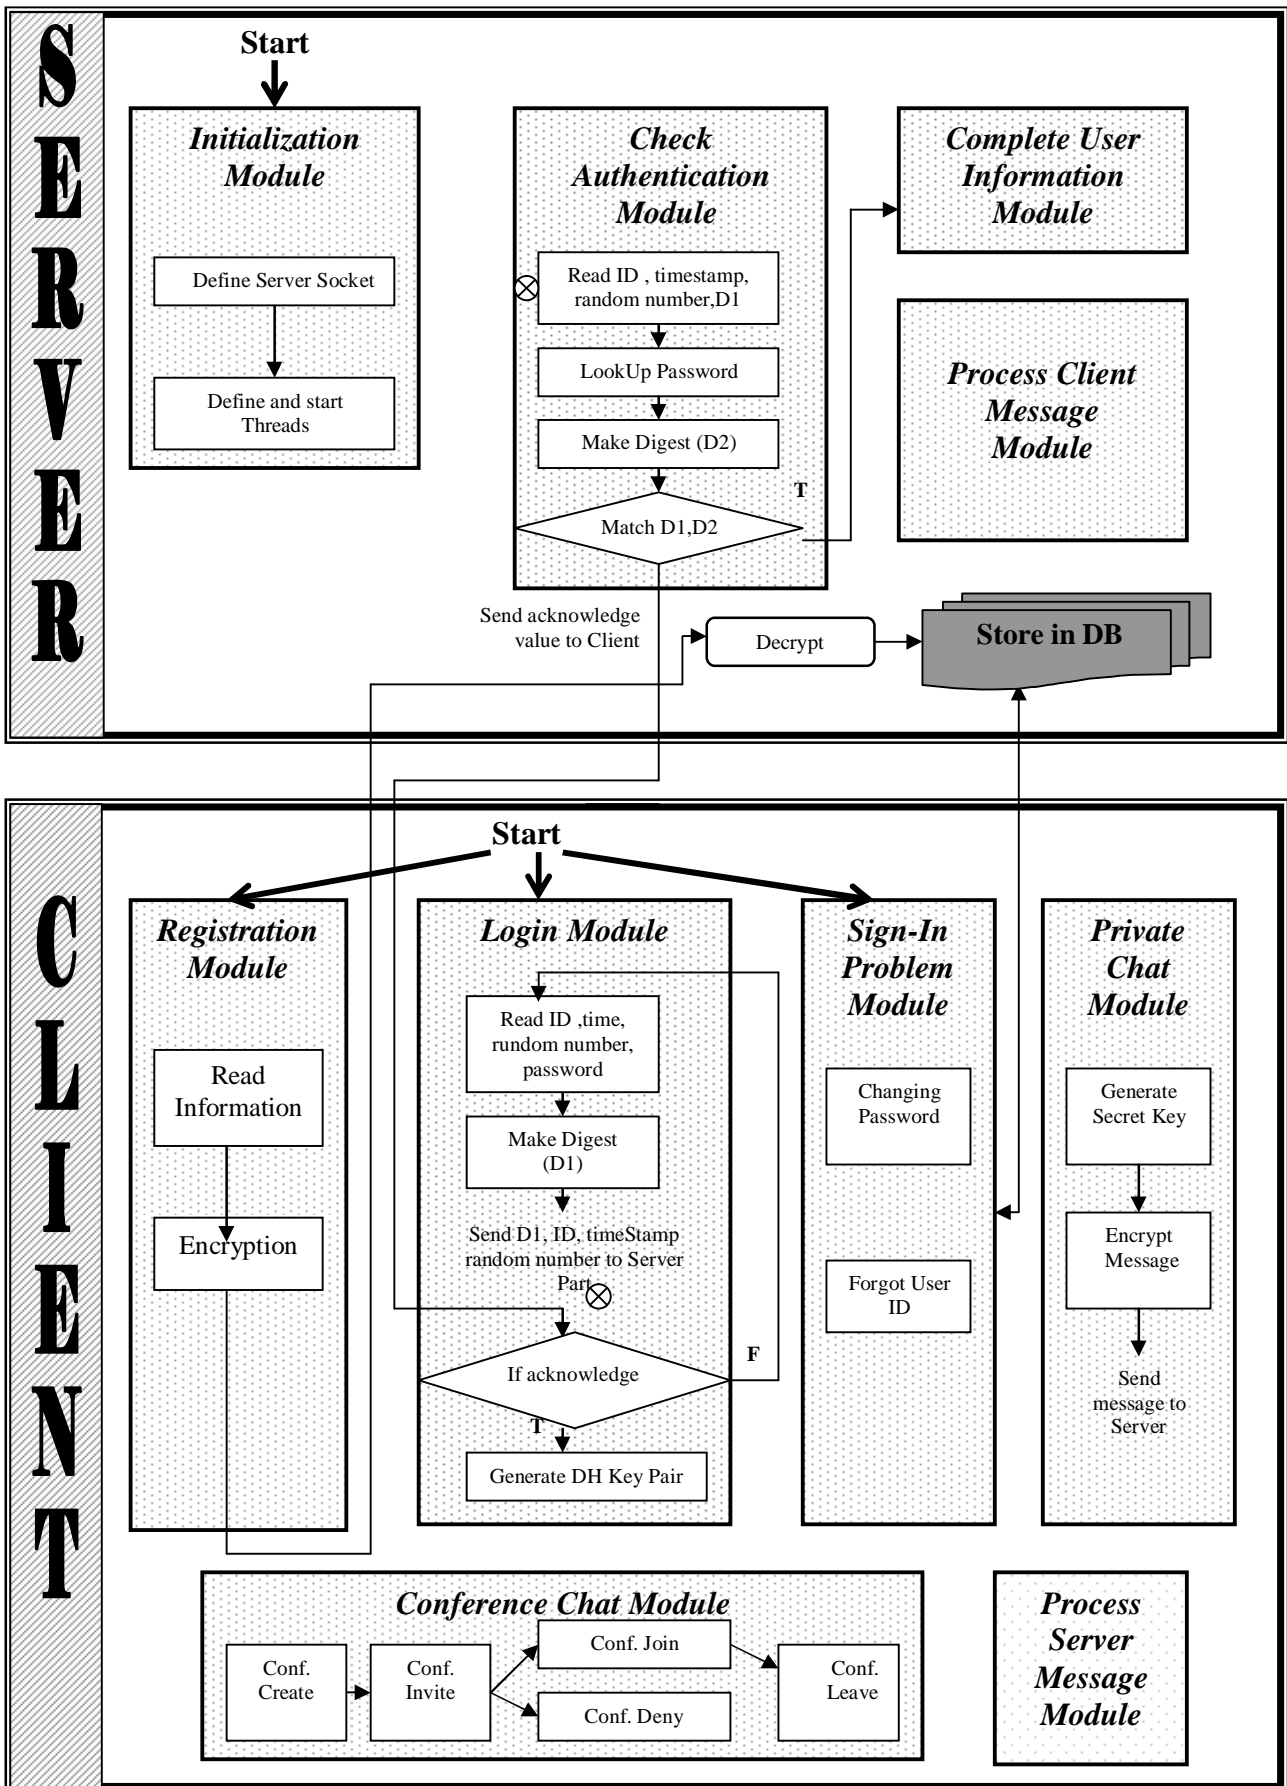 SERVER
Start
Initialization
Module
Define Server Socket
Define and start
Threads
Check
Authentication
Module
Read ID , timestamp,
random number,D1
LookUp Password
Make Digest (D2)
T
Match D1,D2
Send acknowledge
value to Client
Complete User
Information
Module
Process Client
Message
Module
Decrypt
Store in DB
CLIENT
Start
Registration
Module
Read
Information
Encryption
Login Module
Read ID ,time,
rundom number,
password
Make Digest
(D1)
Send D1, ID, timeStamp
random number to Server
Part
If acknowledge
F
T
Generate DH Key Pair
Sign-In
Problem
Module
Changing
Password
Forgot User
ID
Private
Chat
Module
Generate
Secret Key
Encrypt
Message
Send
message to
Server
Conference Chat Module
Conf.
Create
Conf.
Invite
Conf. Join
Conf. Deny
Conf.
Leave
Process
Server
Message
Module